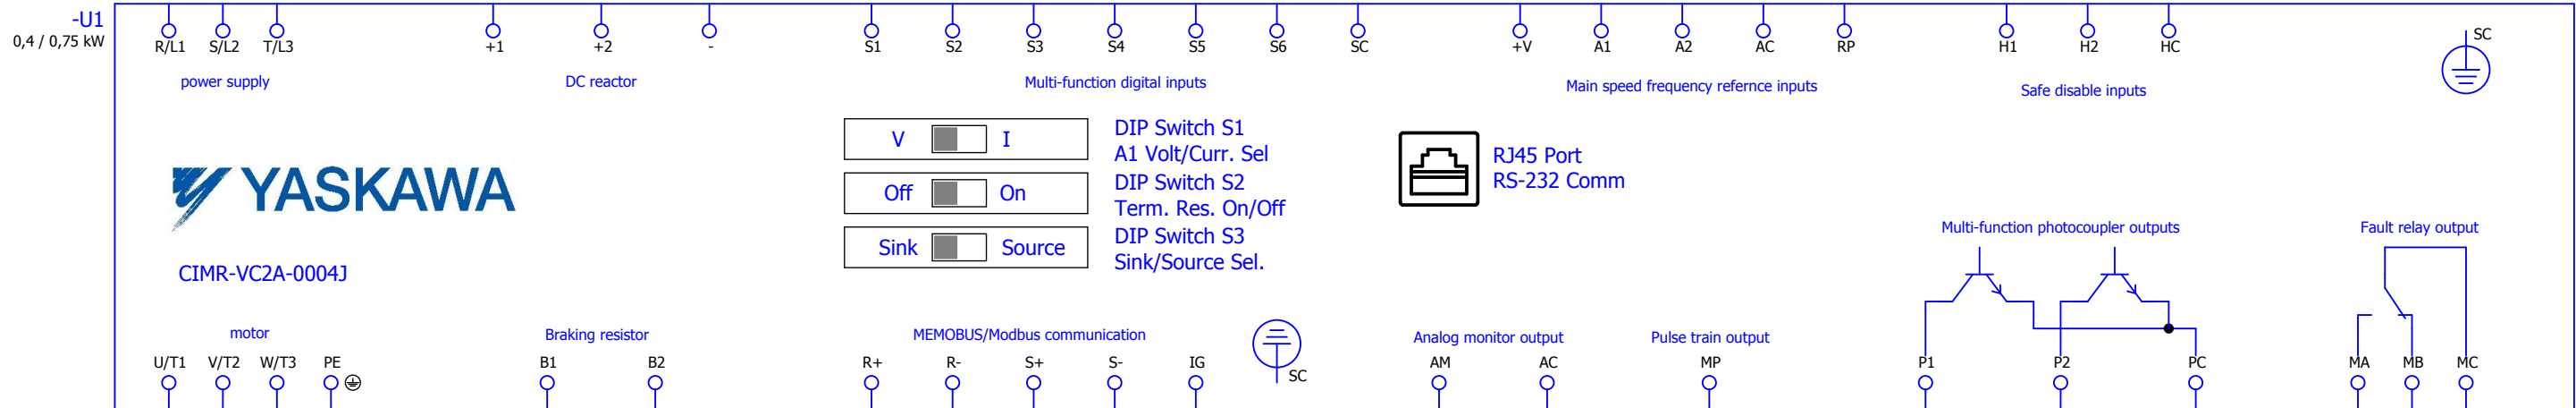 -U1
0,4 / 0,75 kW
R/L1 S/L2 T/L3 +1 +2 - S1 S2 S3 S4 S5 S6 SC +V A1 A2 AC RP H1 H2 HC SC
power supply DC reactor Multi-function digital inputs Main speed frequency refernce inputs Safe disable inputs
V I DIP Switch S1
A1 Volt/Curr. Sel
Off On DIP Switch S2
Term. Res. On/Off
Sink Source DIP Switch S3
Sink/Source Sel.
RJ45 Port
RS-232 Comm
YASKAWA
CIMR-VC2A-0004J
Multi-function photocoupler outputs Fault relay output
motor Braking resistor MEMOBUS/Modbus communication Analog monitor output Pulse train output
U/T1 V/T2 W/T3 PE B1 B2 R+ R- S+ S- IG SC AM AC MP P1 P2 PC MA MB MC